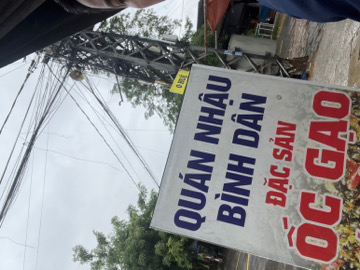 QUÁN NHẬU
BÌNH DÂN
ĐẶC SẢN
ỐC GẠO